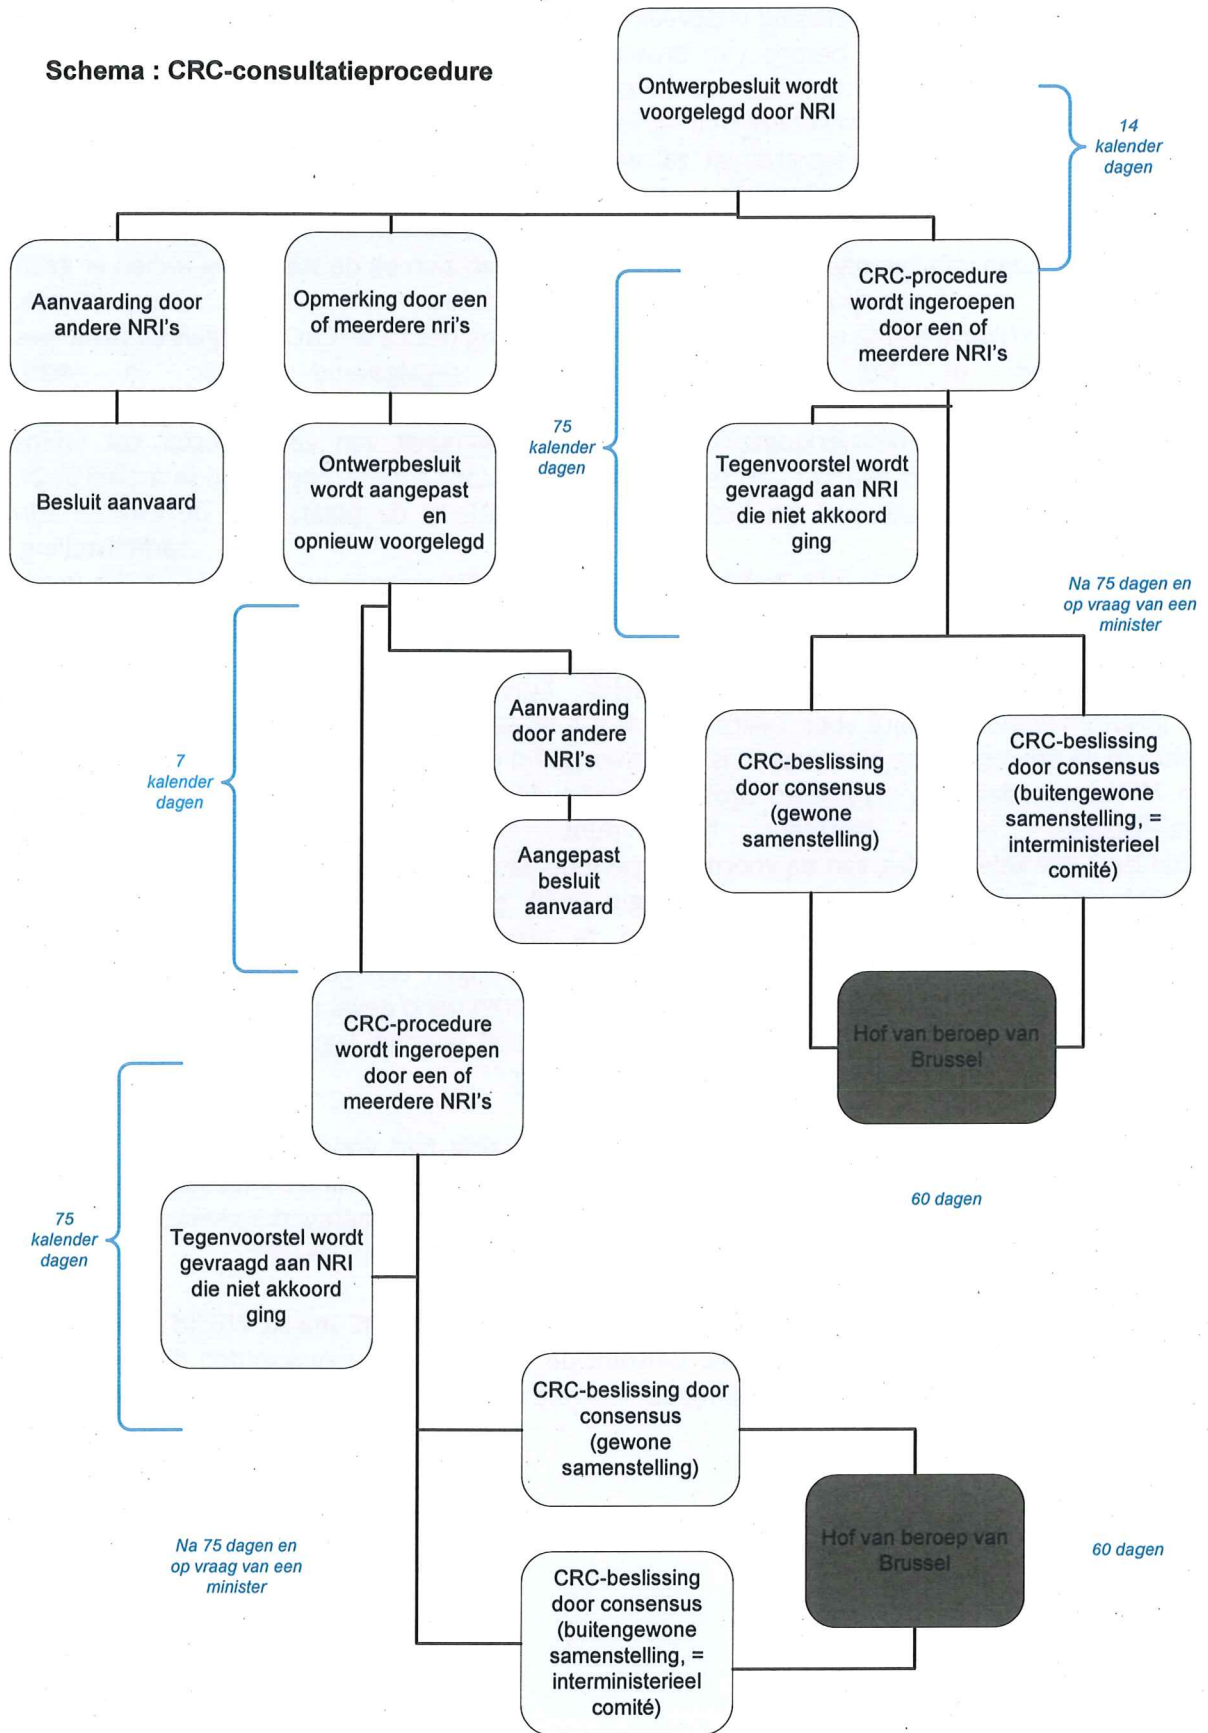 Schema : CRC-consultatieprocedure
Ontwerpbesluit wordt
voorgelegd door NRI
14
kalender
dagen
Aanvaarding door
andere NRI's
Opmerking door een
of meerdere nri's
CRC-procedure
wordt ingeroepen
door een of
meerdere NRI's
Besluit aanvaard
Ontwerpbesluit
wordt aangepast
en
opnieuw voorgelegd
75
kalender
dagen
Tegenvoorstel wordt
gevraagd aan NRI
die niet akkoord
ging
Na 75 dagen en
op vraag van een
minister
7
kalender
dagen
Aanvaarding
door andere
NRI's
Aangepast
besluit
aanvaard
CRC-beslissing
door consensus
(gewone
samenstelling)
CRC-beslissing
door consensus
(buitengewone
samenstelling, =
interministerieel
comité)
Hof van beroep van
Brussel
60 dagen
CRC-procedure
wordt ingeroepen
door een of
meerdere NRI's
75
kalender
dagen
Tegenvoorstel wordt
gevraagd aan NRI
die niet akkoord
ging
CRC-beslissing door
consensus
(gewone
samenstelling)
Na 75 dagen en
op vraag van een
minister
CRC-beslissing
door consensus
(buitengewone
samenstelling, =
interministerieel
comité)
Hof van beroep van
Brussel
60 dagen